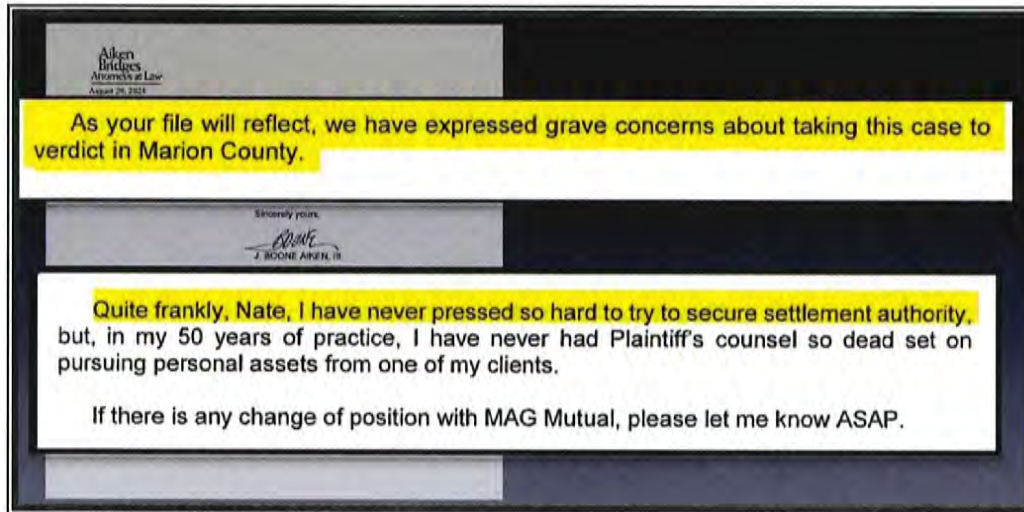 Aiken
Bridges
Attorneys at Law
August 29, 2024
As your file will reflect, we have expressed grave concerns about taking this case to
verdict in Marion County.
Sincerely yours,
J. BOONE AIKEN, III
Quite frankly, Nate, I have never pressed so hard to try to secure settlement authority,
but, in my 50 years of practice, I have never had Plaintiff's counsel so dead set on
pursuing personal assets from one of my clients.
If there is any change of position with MAG Mutual, please let me know ASAP.